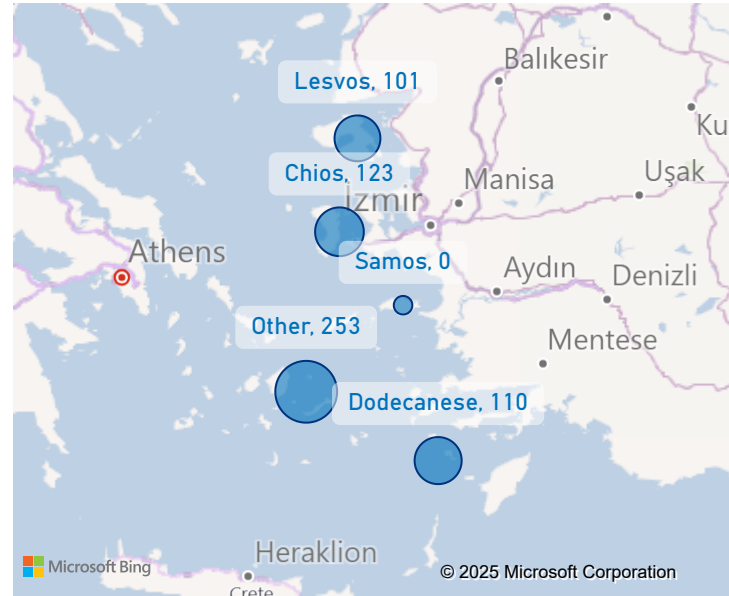 Balıkesir
Lesvos, 101
Ku
Chios, 123
Uşak
Manisa
İzmir
Athens
Samos, 0
Aydın
Denizli
Other, 253
Mentese
Dodecanese, 110
Heraklion
Microsoft Bing
© 2025 Microsoft Corporation
Crete